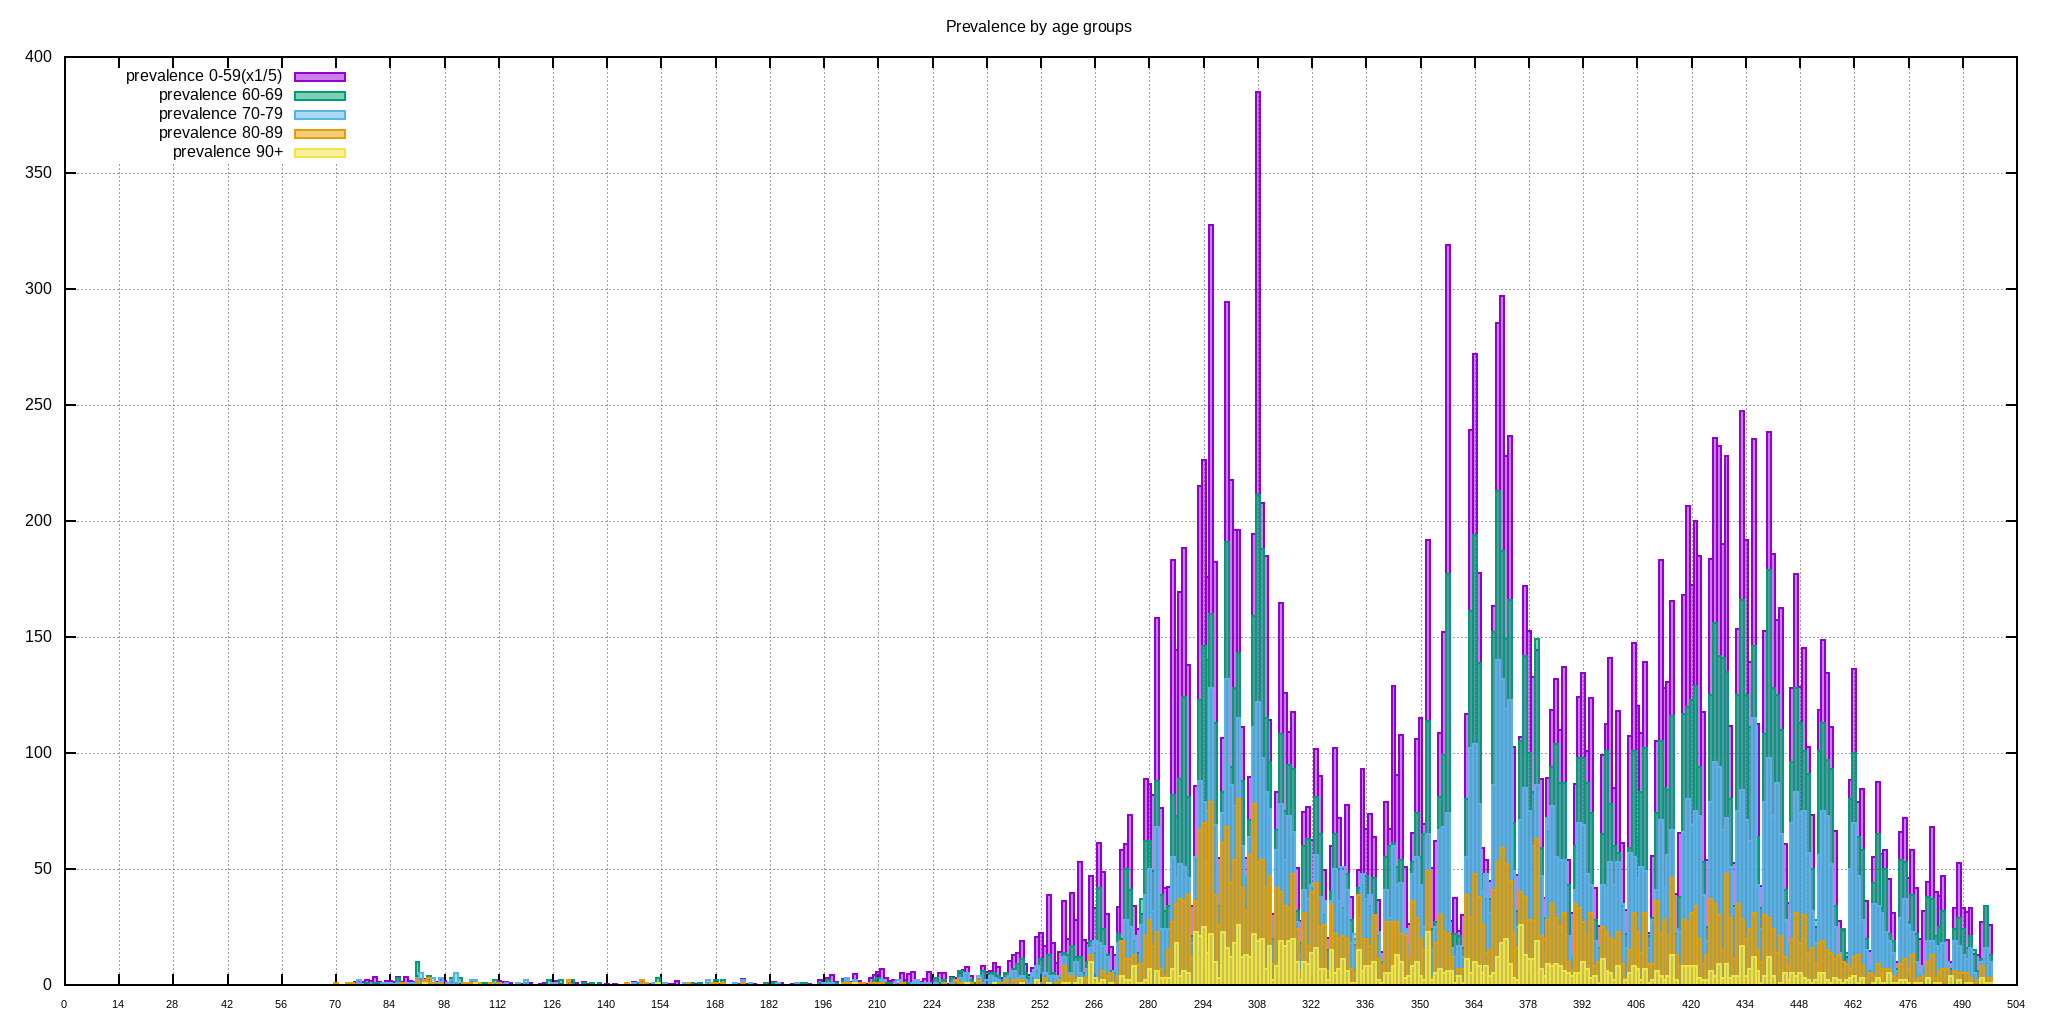 Prevalence by age groups
400
prevalence 0-59(x1/5)
prevalence 60-69
prevalence 70-79
prevalence 80-89
prevalence 90+
350
300
250
200
150
100
50
0
0 14 28 42 56 70 84 98 112 126 140 154 168 182 196 210 224 238 252 266 280 294 308 322 336 350 364 378 392 406 420 434 448 462 476 490 504